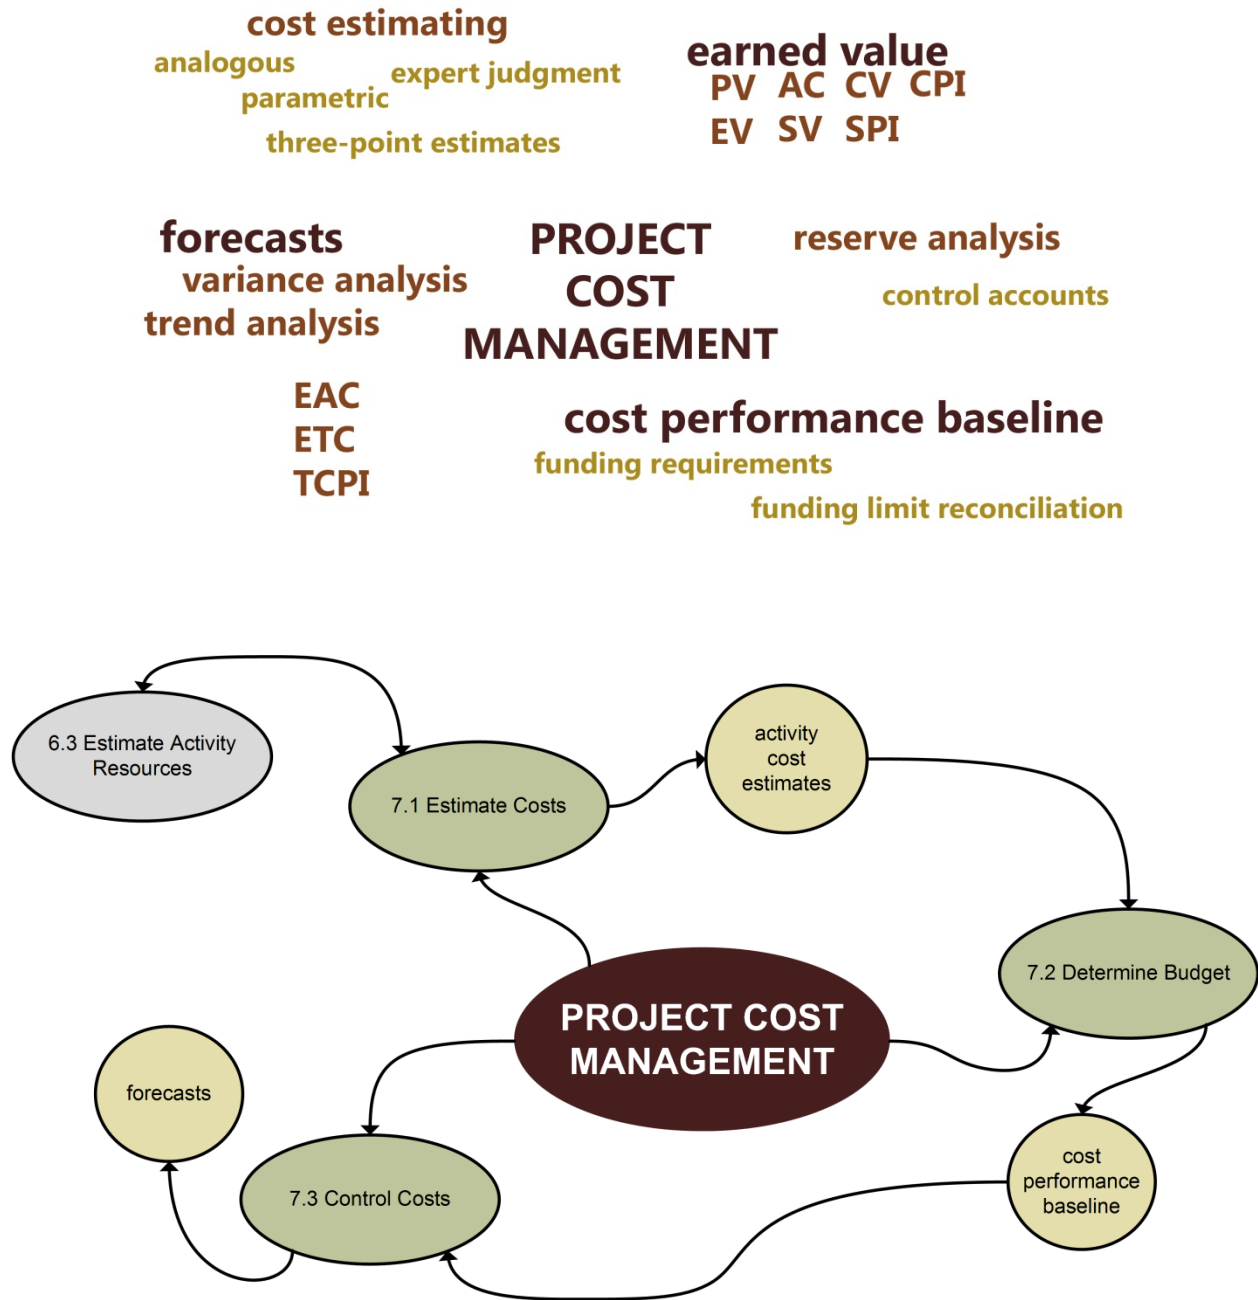 cost estimating
analogous
expert judgment
parametric
three-point estimates
earned value
PV AC CV CPI
EV SV SPI
forecasts
variance analysis
trend analysis
PROJECT
COST
MANAGEMENT
reserve analysis
control accounts
EAC
ETC
TCPI
cost performance baseline
funding requirements
funding limit reconciliation
6.3 Estimate Activity
Resources
7.1 Estimate Costs
activity
cost
estimates
7.2 Determine Budget
PROJECT COST
MANAGEMENT
forecasts
7.3 Control Costs
cost
performance
baseline